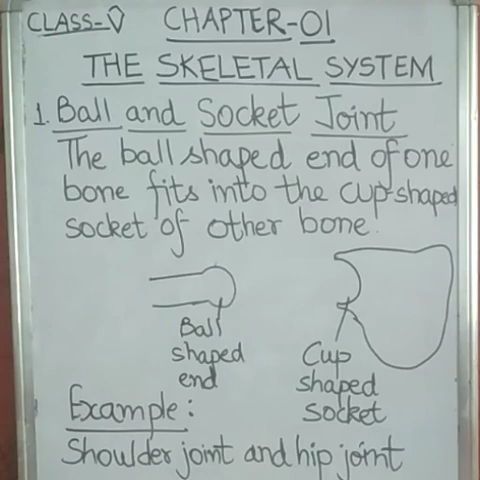 CLASS-V CHAPTER-01
THE SKELETAL SYSTEM
1. Ball and Socket Joint
The ball shaped end of one
bone fits into the cup-shaped
socket of other bone.
Ball
shaped
end
Cup
shaped
socket
Example:
Shoulder joint and hip joint